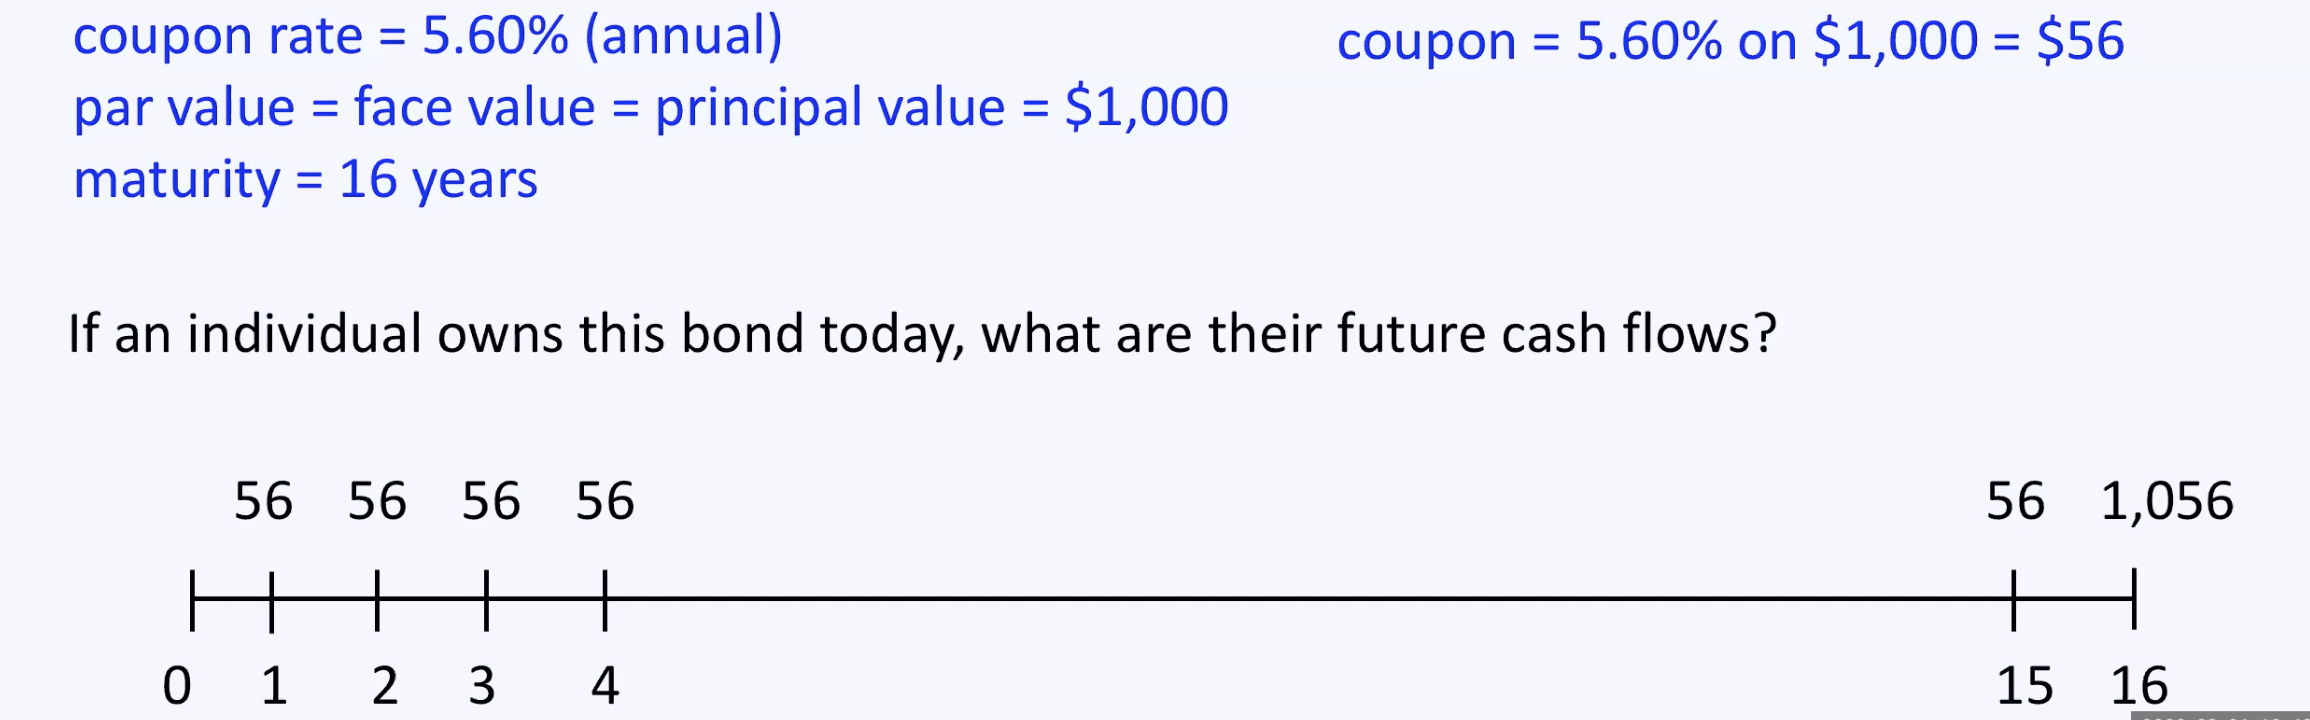 coupon rate = 5.60% (annual)
coupon = 5.60% on $1,000 = $56
par value = face value = principal value = $1,000
maturity = 16 years
If an individual owns this bond today, what are their future cash flows?
56 56 56 56 56 1,056
0 1 2 3 4 15 16